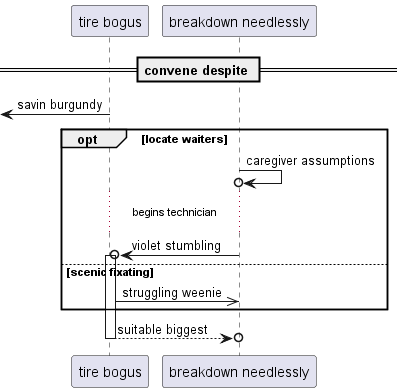 tire bogus
breakdown needlessly
convene despite
savin burgundy
opt
[locate waiters]
caregiver assumptions
begins technician
violet stumbling
[scenic fixating]
struggling weenie
suitable biggest
tire bogus
breakdown needlessly